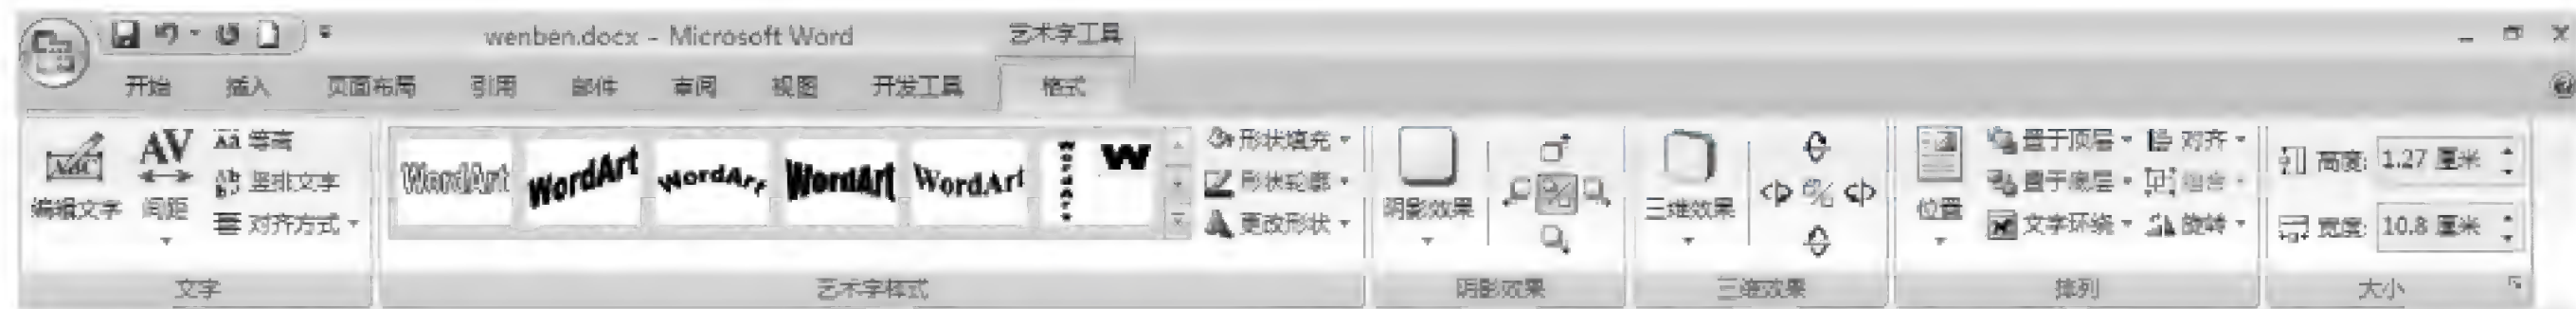 wenben.docx - Microsoft Word 艺术字工具
开始 插入 页面布局 引用 邮件 审阅 视图 开发工具 格式
ABC 编辑文字
AV 间距
Aa 等高
竖排文字
对齐方式
文字
WordArt WordArt WordArt WordArt WordArt WordArt W
形状填充
形状轮廓
更改形状
艺术字样式
阴影效果
阴影效果
三维效果
三维效果
位置
置于顶层 对齐
置于底层 组合
文字环绕 旋转
排列
高度: 1.27 厘米
宽度: 10.8 厘米
大小